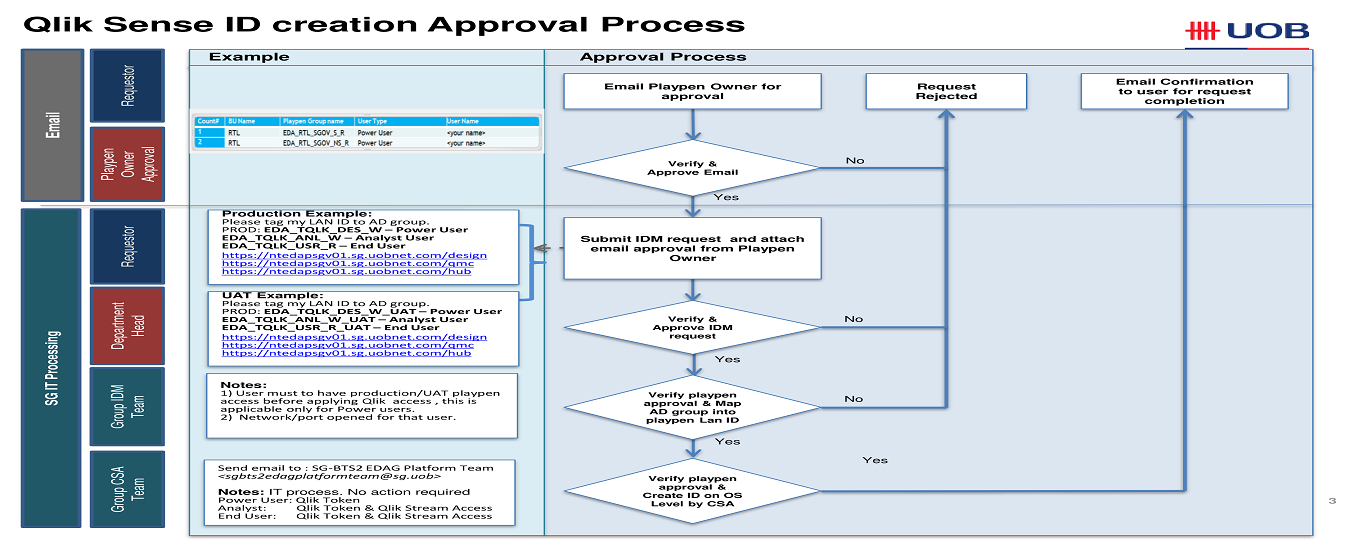 Qlik Sense ID creation Approval Process
UOB
Email
Requestor
Playpen
Owner
Approval
SG IT Processing
Requestor
Department
Head
Group IDM
Team
Group CSA
Team
Example
Count# BU Name Playpen Group name User Type User Name
1 RTL EDA_RTL_SGOV_S_R Power User <your name>
2 RTL EDA_RTL_SGOV_NS_R Power User <your name>
Production Example:
Please tag my LAN ID to AD group.
PROD: EDA_TQLK_DES_W – Power User
EDA_TQLK_ANL_W – Analyst User
EDA_TQLK_USR_R – End User
https://ntedapsgv01.sg.uobnet.com/design
https://ntedapsgv01.sg.uobnet.com/qmc
https://ntedapsgv01.sg.uobnet.com/hub
UAT Example:
Please tag my LAN ID to AD group.
PROD: EDA_TQLK_DES_W_UAT – Power User
EDA_TQLK_ANL_W_UAT – Analyst User
EDA_TQLK_USR_R_UAT – End User
https://ntedapsgv01.sg.uobnet.com/design
https://ntedapsgv01.sg.uobnet.com/qmc
https://ntedapsgv01.sg.uobnet.com/hub
Notes:
1) User must to have production/UAT playpen
access before applying Qlik access , this is
applicable only for Power users.
2) Network/port opened for that user.
Send email to : SG-BTS2 EDAG Platform Team
<sgbts2edagplatformteam@sg.uob>
Notes: IT process. No action required
Power User: Qlik Token
Analyst: Qlik Token & Qlik Stream Access
End User: Qlik Token & Qlik Stream Access
Approval Process
Email Playpen Owner for
approval
Request
Rejected
Email Confirmation
to user for request
completion
Verify &
Approve Email
No
Yes
Submit IDM request and attach
email approval from Playpen
Owner
Verify &
Approve IDM
request
No
Yes
Verify playpen
approval & Map
AD group into
playpen Lan ID
No
Yes
Verify playpen
approval &
Create ID on OS
Level by CSA
Yes
3